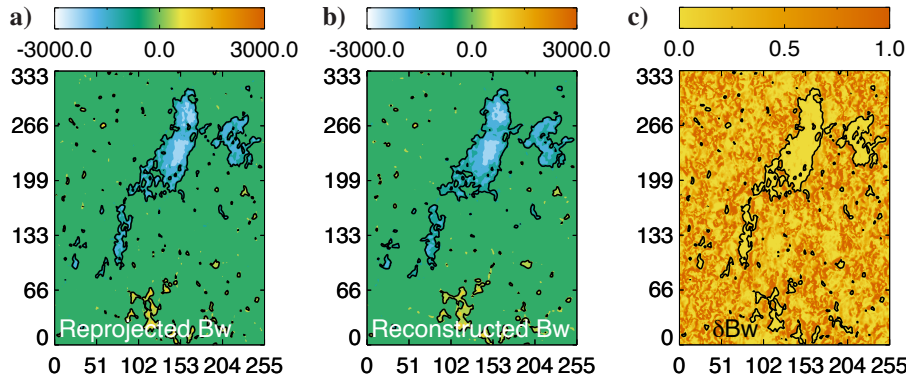 a) b) c)
-3000.0 0.0 3000.0 -3000.0 0.0 3000.0 0.0 0.5 1.0
333 333 333
266 266 266
199 199 199
133 133 133
66 66 66
Reprojected Bw Reconstructed Bw δBw
0 0 0
0 51 102 153 204 255 0 51 102 153 204 255 0 51 102 153 204 255